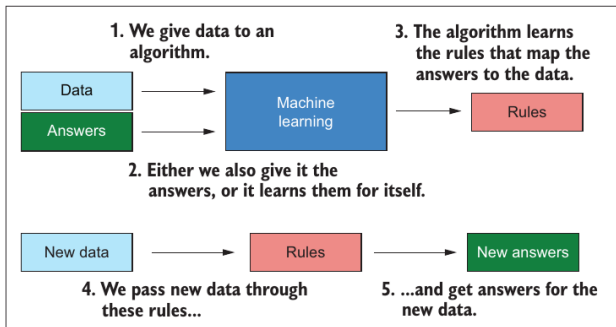 1. We give data to an
algorithm.
3. The algorithm learns
the rules that map the
answers to the data.
Data
Answers
Machine
learning
Rules
2. Either we also give it the
answers, or it learns them for itself.
New data
Rules
New answers
4. We pass new data through
these rules...
5. ...and get answers for the
new data.